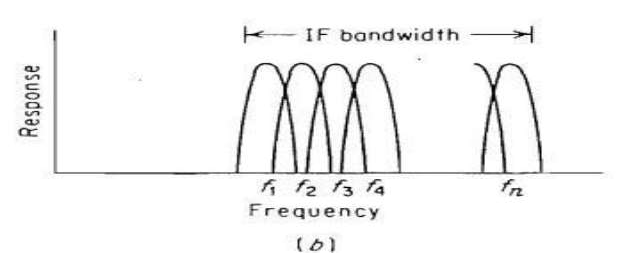 IF bandwidth
Response
f1 f2 f3 f4 fn
Frequency
(b)